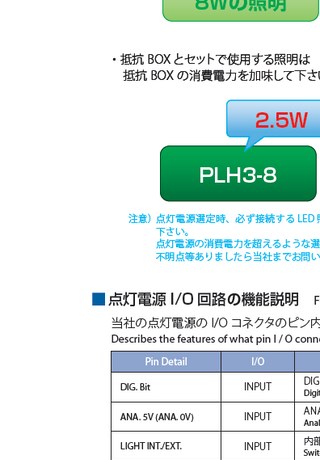 8Wの照明
・抵抗 BOX とセットで使用する照明は
抵抗 BOX の消費電力を加味して下さ
2.5W
PLH3-8
注意）点灯電源選定時、必ず接続する LED
下さい。
点灯電源の消費電力を超えるような選
不明点等ありましたら当社までお問い
■ 点灯電源 I/O 回路の機能説明 F
当社の点灯電源の I/O コネクタのピン内
Describes the features of what pin I / O conne
Pin Detail I/O
DIG. Bit INPUT DIG
Digit
ANA. 5V (ANA. 0V) INPUT ANA
Anal
LIGHT INT./EXT. INPUT 内部
Swit